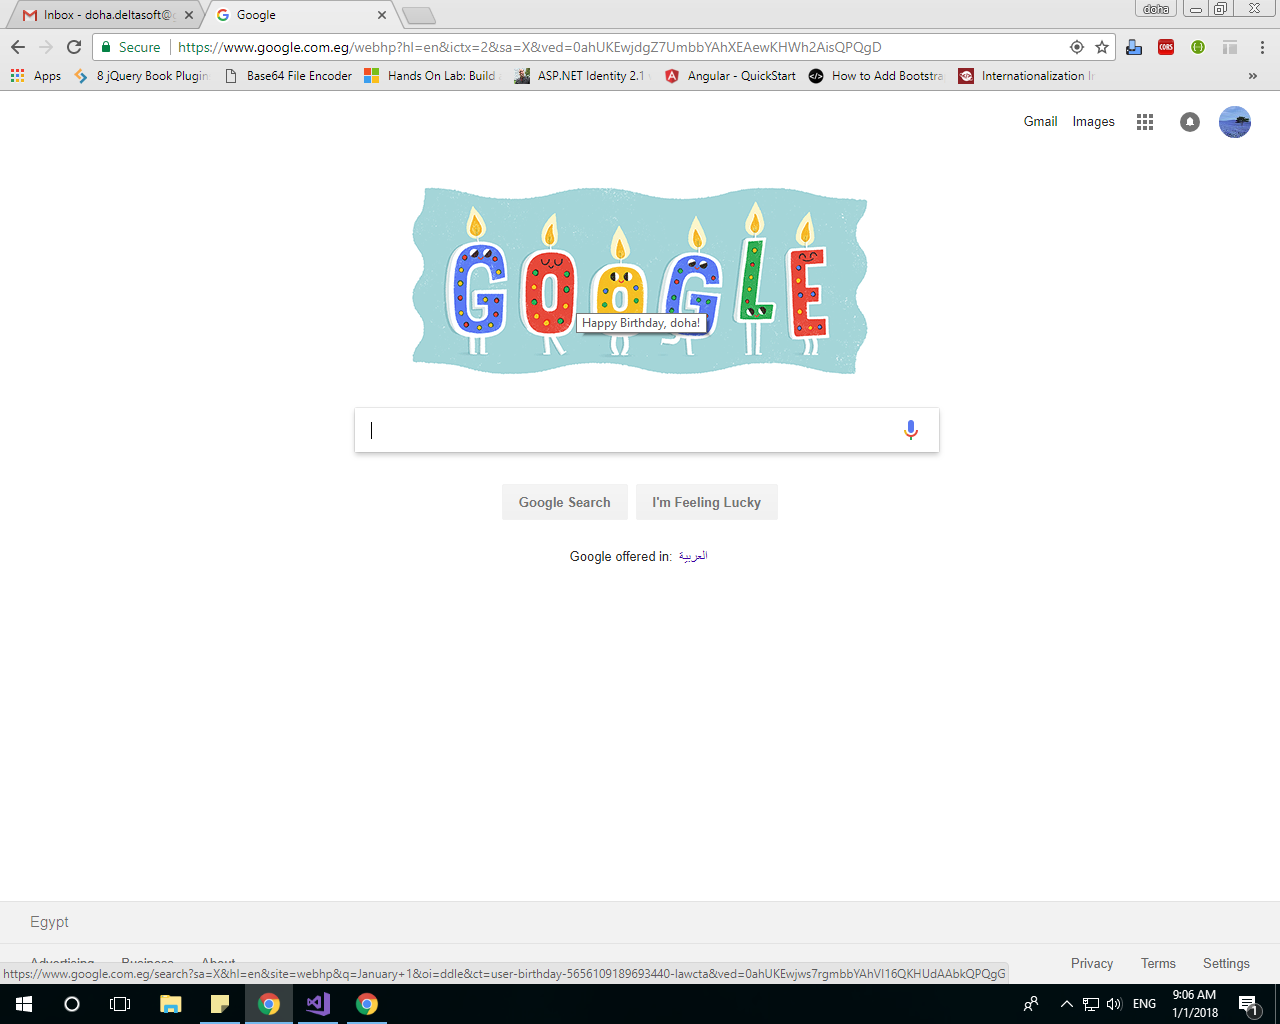 Inbox - doha.deltasoft@
Google
doha
Secure
https://www.google.com.eg/webhp?hl=en&ictx=2&sa=X&ved=0ahUKEwjdgZ7UmbbYAhXEAewKHWh2AisQPQgD
CORS
Apps
8 jQuery Book Plugin
Base64 File Encoder
Hands On Lab: Build
ASP.NET Identity 2.1
Angular - QuickStart
How to Add Bootstra
Internationalization
Gmail
Images
GOOGLE
Happy Birthday, doha!
Google Search
I'm Feeling Lucky
Google offered in: العربية
Egypt
Advertising
Business
About
Privacy
Terms
Settings
https://www.google.com.eg/search?sa=X&hl=en&site=webhp&q=January+1&oi=ddle&ct=user-birthday-5656109189693440-lawcta&ved=0ahUKEwjws7rgmbbYAhVI16QKHUdAAbkQPQgG
ENG
9:06 AM
1/1/2018
1